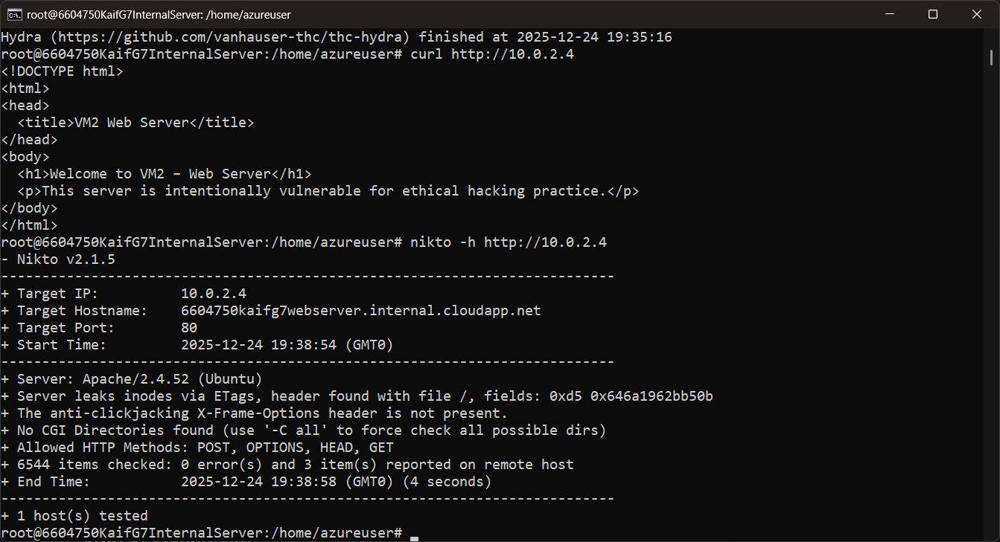 root@6604750KaifG7InternalServer: /home/azureuser
Hydra (https://github.com/vanhauser-thc/thc-hydra) finished at 2025-12-24 19:35:16
root@6604750KaifG7InternalServer:/home/azureuser# curl http://10.0.2.4
<!DOCTYPE html>
<html>
<head>
  <title>VM2 Web Server</title>
</head>
<body>
  <h1>Welcome to VM2 – Web Server</h1>
  <p>This server is intentionally vulnerable for ethical hacking practice.</p>
</body>
</html>
root@6604750KaifG7InternalServer:/home/azureuser# nikto -h http://10.0.2.4
- Nikto v2.1.5
---------------------------------------------------------------------------
+ Target IP:          10.0.2.4
+ Target Hostname:    6604750kaifg7webserver.internal.cloudapp.net
+ Target Port:        80
+ Start Time:         2025-12-24 19:38:54 (GMT0)
---------------------------------------------------------------------------
+ Server: Apache/2.4.52 (Ubuntu)
+ Server leaks inodes via ETags, header found with file /, fields: 0xd5 0x646a1962bb50b
+ The anti-clickjacking X-Frame-Options header is not present.
+ No CGI Directories found (use '-C all' to force check all possible dirs)
+ Allowed HTTP Methods: POST, OPTIONS, HEAD, GET
+ 6544 items checked: 0 error(s) and 3 item(s) reported on remote host
+ End Time:           2025-12-24 19:38:58 (GMT0) (4 seconds)
---------------------------------------------------------------------------
+ 1 host(s) tested
root@6604750KaifG7InternalServer:/home/azureuser#